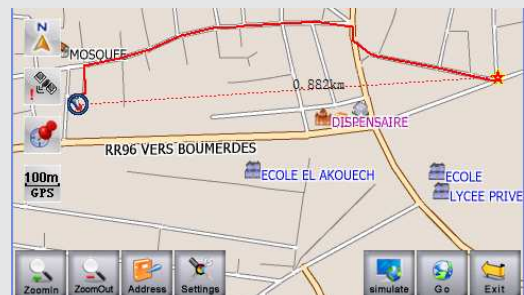 N
MOSQUEE
!
0.882km
DISPENSAIRE
RR96 VERS BOUMERDES
100m
GPS
ECOLE EL AKOUECH
ECOLE
LYCEE PRIVE
ZoomIn
ZoomOut
Address
Settings
simulate
Go
Exit